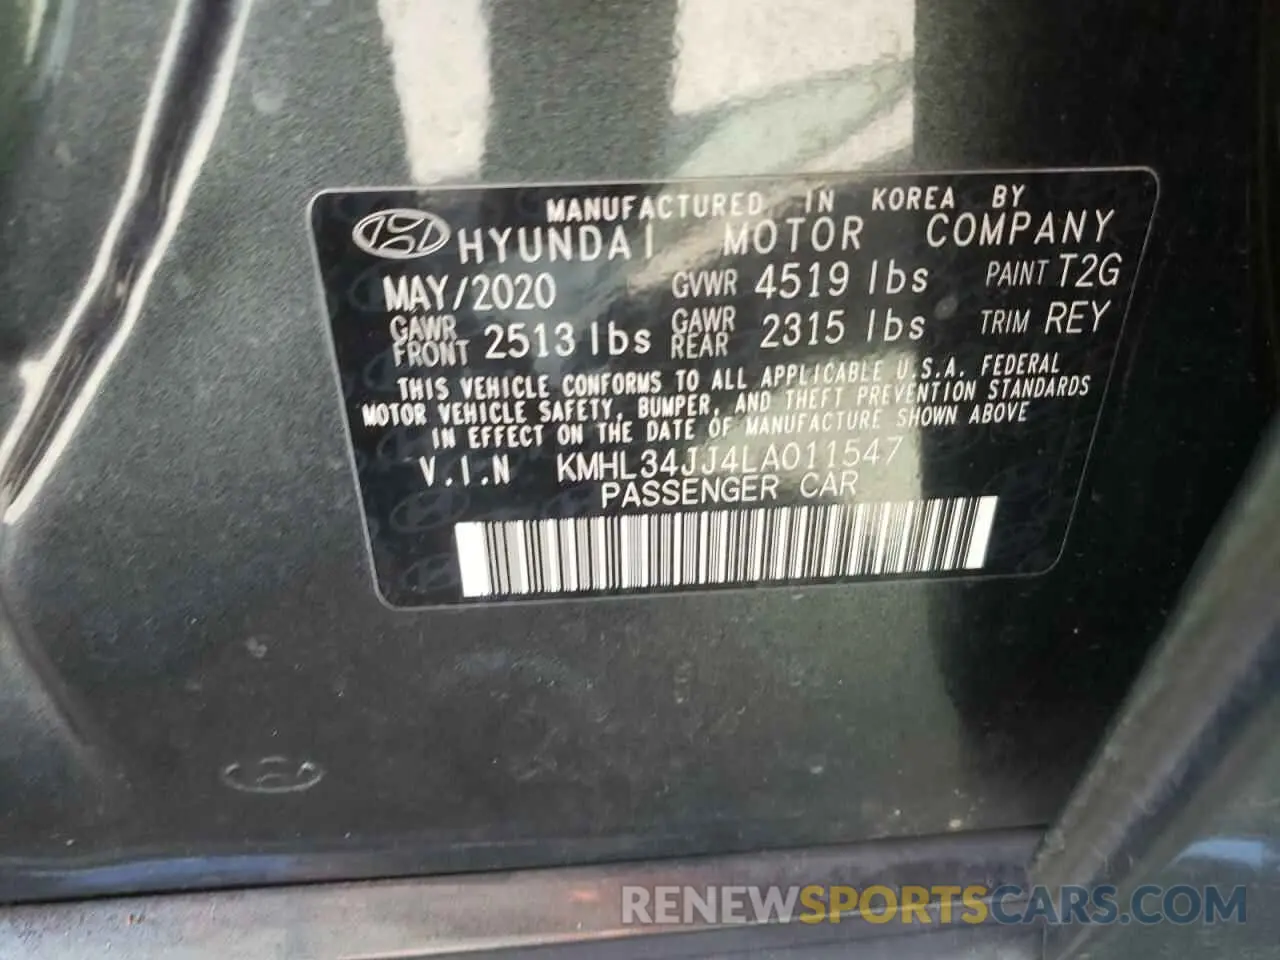 MANUFACTURED IN KOREA BY
HYUNDAI MOTOR COMPANY
MAY/2020 GVWR 4519 lbs PAINT T2G
GAWR FRONT 2513 lbs GAWR REAR 2315 lbs TRIM REY
THIS VEHICLE CONFORMS TO ALL APPLICABLE U.S.A. FEDERAL
MOTOR VEHICLE SAFETY, BUMPER, AND THEFT PREVENTION STANDARDS
IN EFFECT ON THE DATE OF MANUFACTURE SHOWN ABOVE
V.I.N KMHL34JJ4LA011547
PASSENGER CAR
RENEWSPORTSCARS.COM